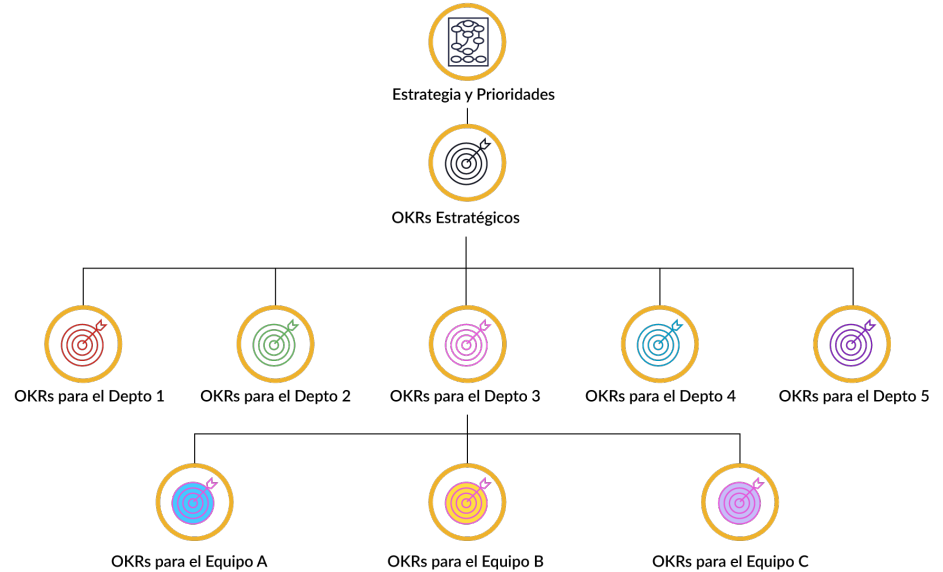 Estrategia y Prioridades
OKRs Estratégicos
OKRs para el Depto 1
OKRs para el Depto 2
OKRs para el Depto 3
OKRs para el Depto 4
OKRs para el Depto 5
OKRs para el Equipo A
OKRs para el Equipo B
OKRs para el Equipo C